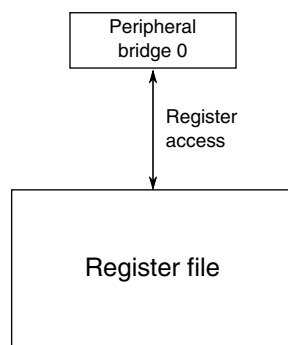 Peripheral
bridge 0
Register
access
Register file